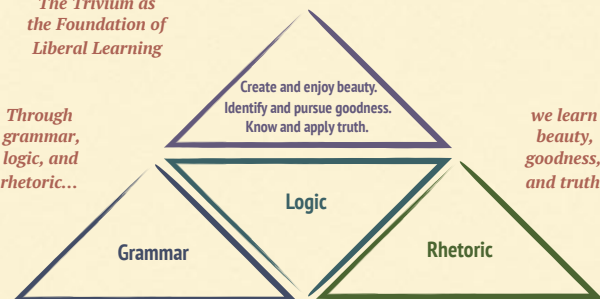 The Trivium as
the Foundation of
Liberal Learning
Create and enjoy beauty.
Identify and pursue goodness.
Know and apply truth.
Through
grammar,
logic, and
rhetoric...
we learn
beauty,
goodness,
and truth
Logic
Grammar
Rhetoric